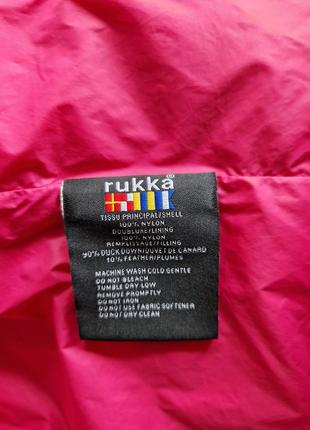 rukka®
TISSU PRINCIPAL/SHELL
100% NYLON
DOUBLURE/LINING
100% NYLON
REMPLISSAGE/FILLING
90% DUCK DOWN/DUVET DE CANARD
10% FEATHER/PLUMES
MACHINE WASH COLD GENTLE
DO NOT BLEACH
TUMBLE DRY LOW
REMOVE PROMPTLY
DO NOT IRON
DO NOT USE FABRIC SOFTENER
DO NOT DRY CLEAN